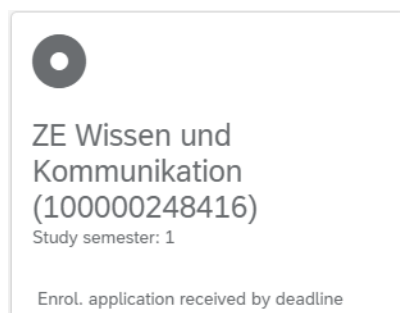 ZE Wissen und
Kommunikation
(100000248416)
Study semester: 1
Enrol. application received by deadline